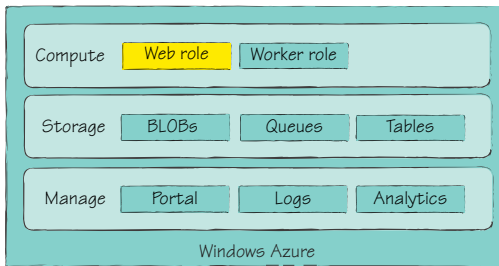 Compute Web role Worker role
Storage BLOBs Queues Tables
Manage Portal Logs Analytics
Windows Azure